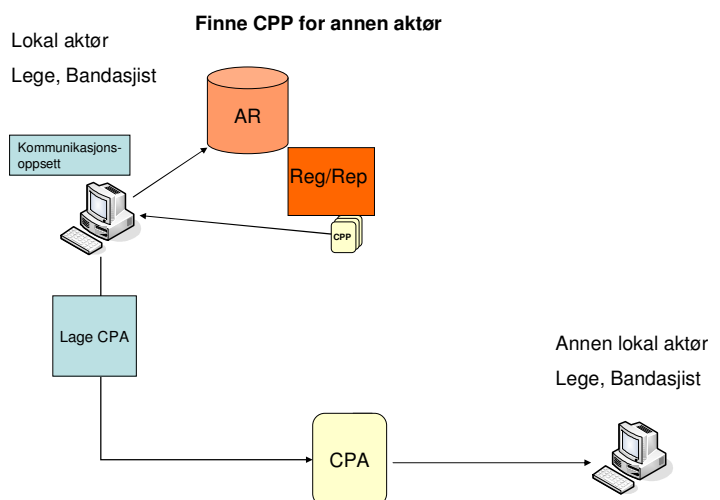 Finne CPP for annen aktør
Lokal aktør
Lege, Bandasjist
AR
Kommunikasjons-
oppsett
Reg/Rep
CPP
Lage CPA
Annen lokal aktør
Lege, Bandasjist
CPA